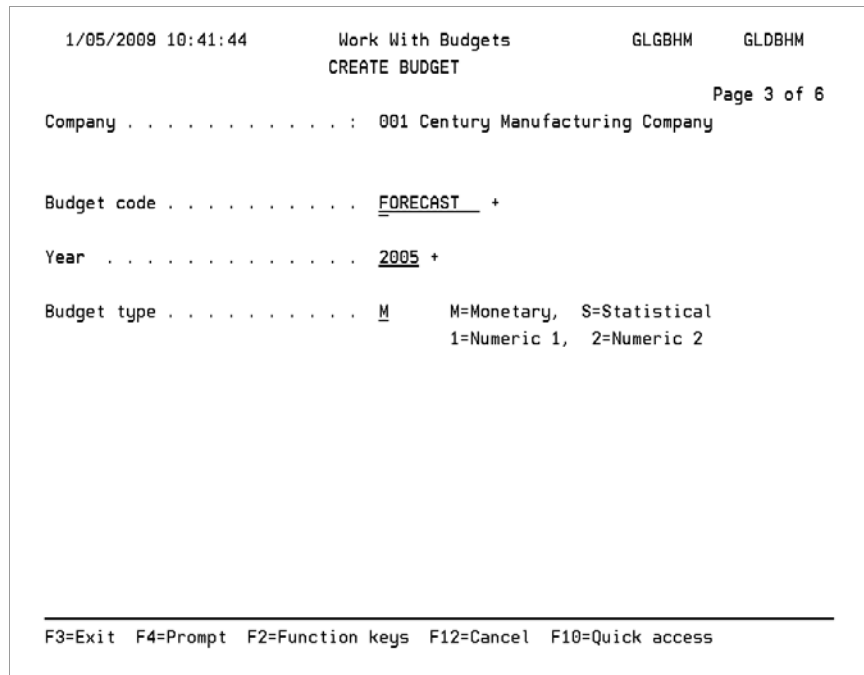 1/05/2009 10:41:44 Work With Budgets GLGBHM GLDBHM
CREATE BUDGET
Page 3 of 6
Company . . . . . . . . . . . : 001 Century Manufacturing Company
Budget code . . . . . . . . . . FORECAST +
Year . . . . . . . . . . . . . 2005 +
Budget type . . . . . . . . . . M M=Monetary, S=Statistical
1=Numeric 1, 2=Numeric 2
F3=Exit F4=Prompt F2=Function keys F12=Cancel F10=Quick access